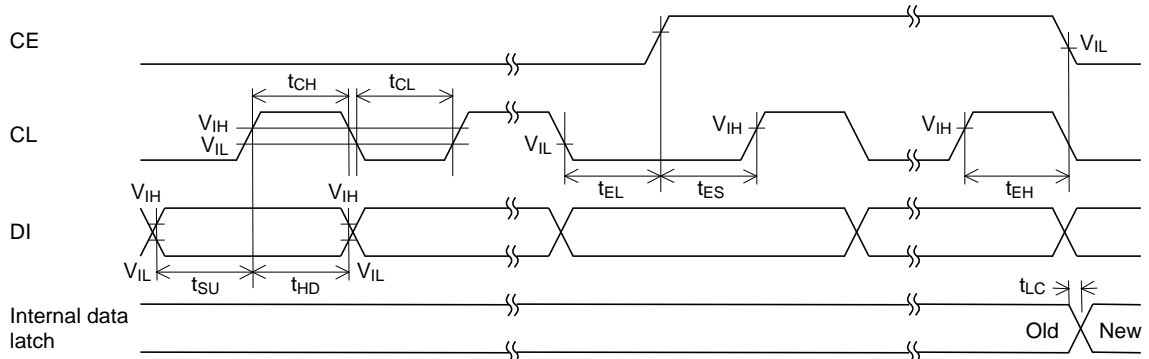 CE
V_IL
t_CH
t_CL
CL
V_IH
V_IL
V_IL
V_IH
V_IH
t_EL
t_ES
t_EH
V_IH
V_IH
DI
V_IL
t_SU
t_HD
V_IL
t_LC
Internal data
latch
Old
New